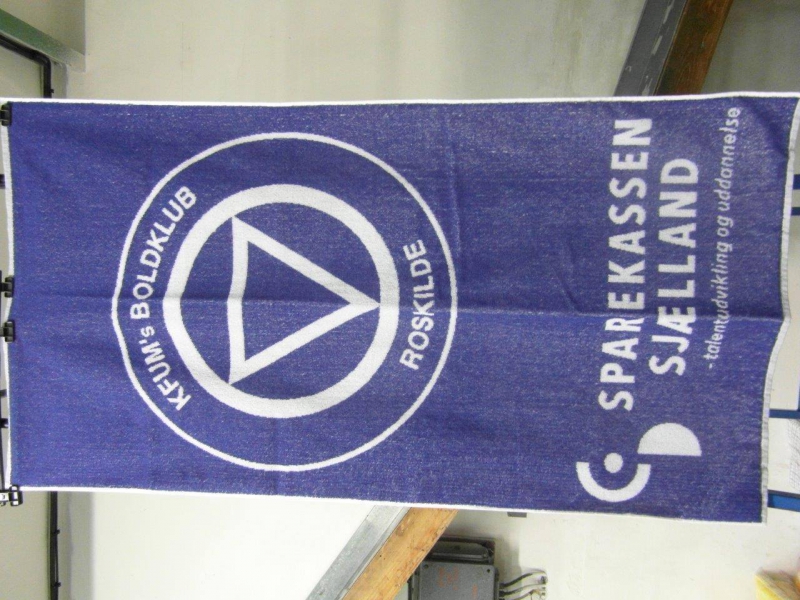 KFUM's BOLDKLUB
ROSKILDE
SPAREKASSEN
SJÆLLAND
- talentudvikling og uddannelse